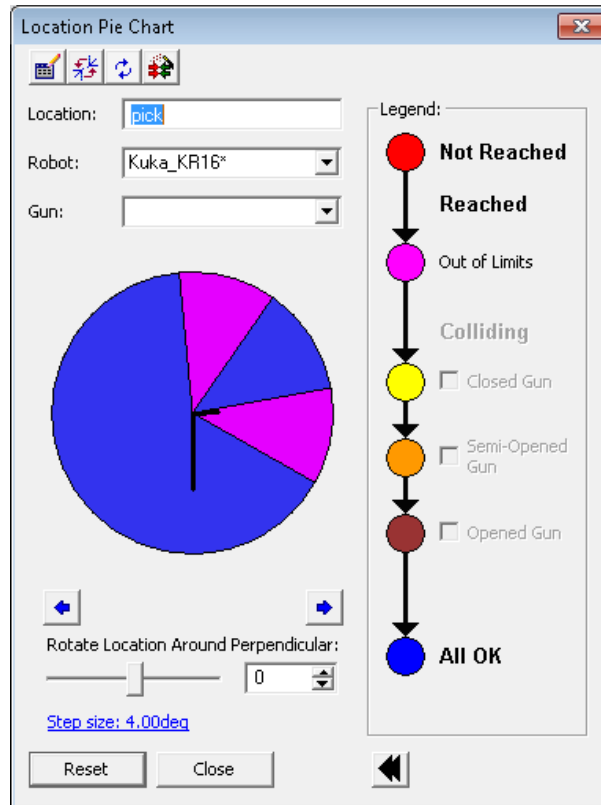 Location Pie Chart
Location: pick
Robot: Kuka_KR16*
Gun:
Legend:
Not Reached
Reached
Out of Limits
Colliding
Closed Gun
Semi-Opened
Gun
Opened Gun
All OK
Rotate Location Around Perpendicular:
0
Step size: 4.00deg
Reset
Close